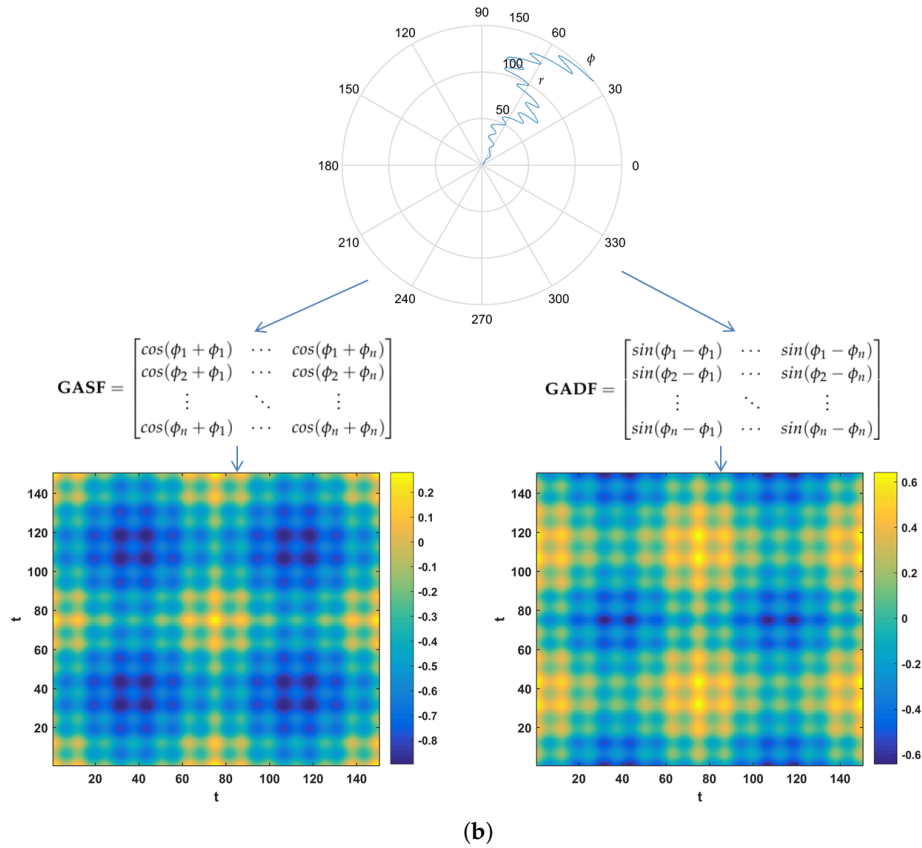 90
120
150
60
ϕ
100
r
150
30
50
180
0
210
330
240
300
270
GASF =
cos(ϕ₁ + ϕ₁) ⋯ cos(ϕ₁ + ϕₙ)
cos(ϕ₂ + ϕ₁) ⋯ cos(ϕ₂ + ϕₙ)
⋮ ⋱ ⋮
cos(ϕₙ + ϕ₁) ⋯ cos(ϕₙ + ϕₙ)
GADF =
sin(ϕ₁ − ϕ₁) ⋯ sin(ϕ₁ − ϕₙ)
sin(ϕ₂ − ϕ₁) ⋯ sin(ϕ₂ − ϕₙ)
⋮ ⋱ ⋮
sin(ϕₙ − ϕ₁) ⋯ sin(ϕₙ − ϕₙ)
140
120
100
80
60
40
20
t
20 40 60 80 100 120 140
t
0.2
0.1
0
-0.1
-0.2
-0.3
-0.4
-0.5
-0.6
-0.7
-0.8
140
120
100
80
60
40
20
t
20 40 60 80 100 120 140
t
0.6
0.4
0.2
0
-0.2
-0.4
-0.6
(b)